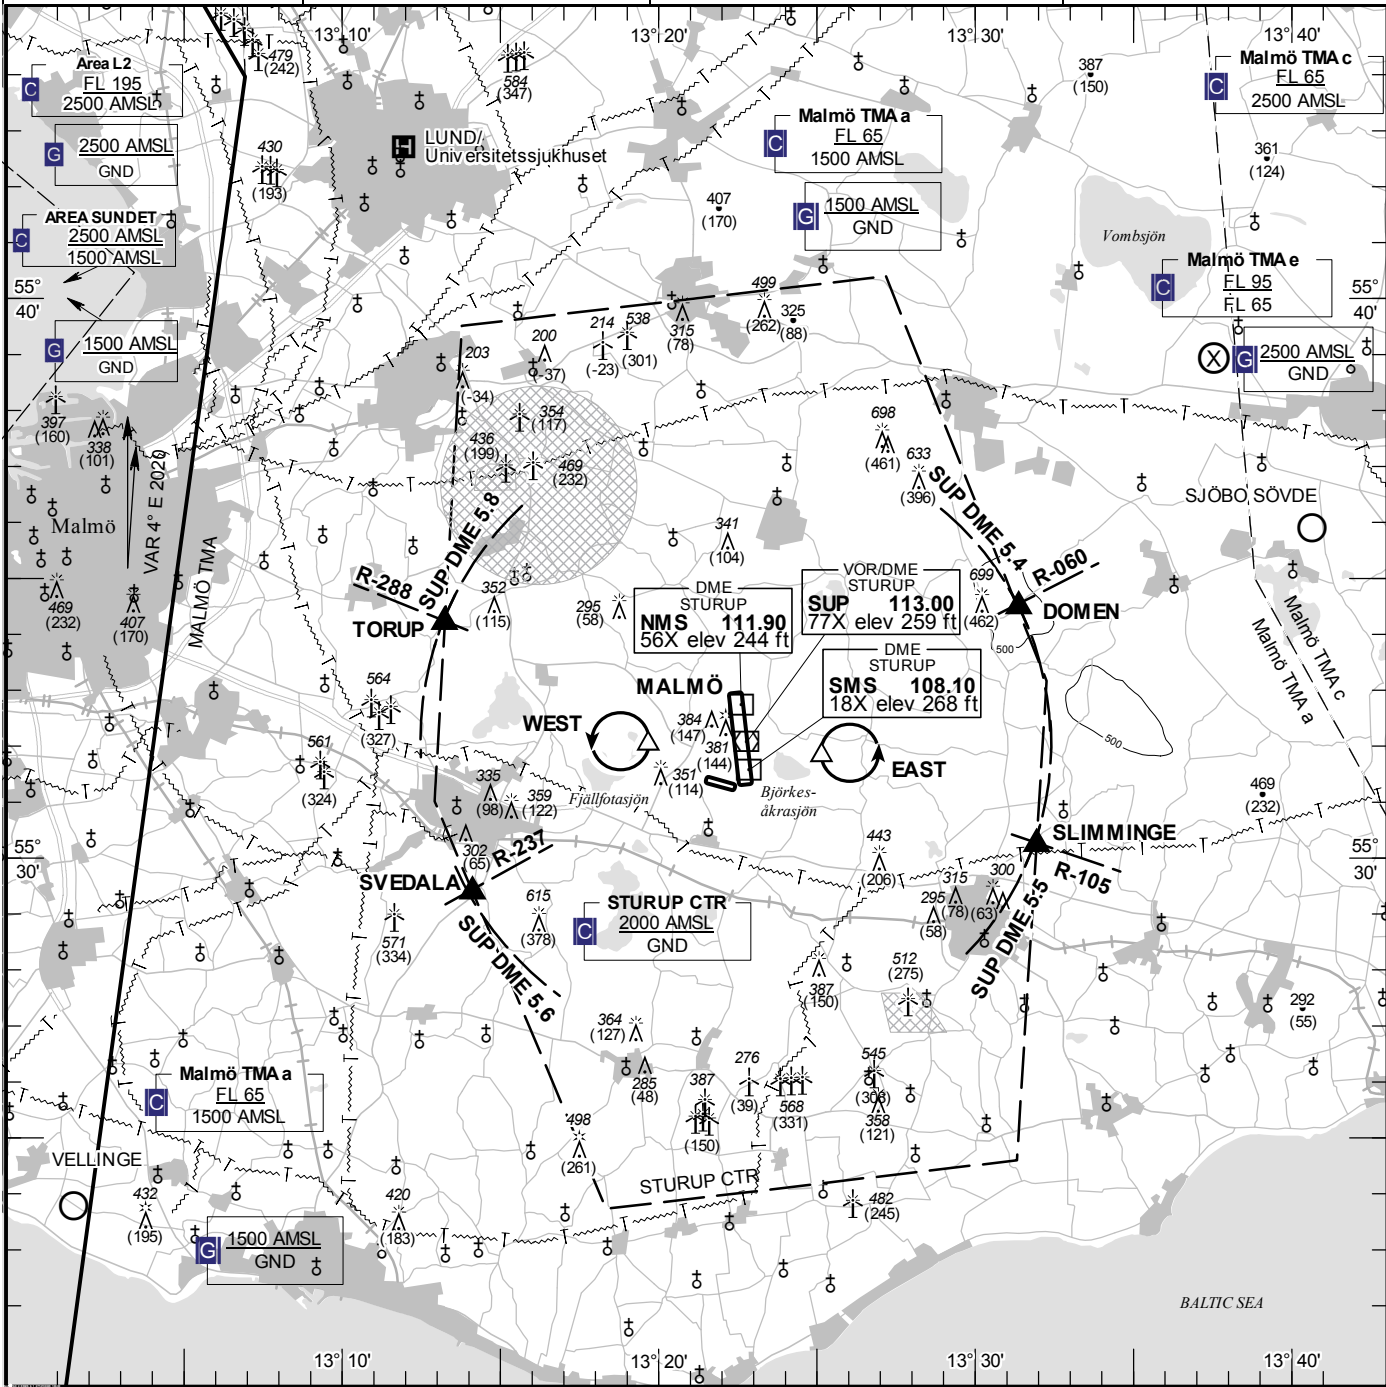 13°10'
13°20'
13°30'
13°40'
479
(242)
584
(347)
387
(150)
Area L2
C
FL 195
2500 AMSL
G
2500 AMSL
GND
430
(193)
H
LUND/
Universitetssjukhuset
Malmö TMA a
C
FL 65
1500 AMSL
G
1500 AMSL
GND
407
(170)
Malmö TMA c
C
FL 65
2500 AMSL
361
(124)
AREA SUNDET
C
2500 AMSL
1500 AMSL
Vombsjön
Malmö TMA e
C
FL 95
FL 65
55°
40'
55°
40'
G
1500 AMSL
GND
X
G
2500 AMSL
GND
499
(262)
325
(88)
315
(78)
538
(301)
214
(-23)
200
(-37)
203
(-34)
397
(160)
338
(101)
354
(117)
436
(199)
469
(232)
698
(461)
633
(396)
341
(104)
Malmö
VAR 4° E 2020
MALMÖ TMA
SUP DME 5.8
SUP DME 5.4
SJÖBO SÖVDE
469
(232)
407
(170)
R-288
TORUP
352
(115)
295
(58)
DME
STURUP
NMS 111.90
56X elev 244 ft
VOR/DME
STURUP
SUP 113.00
77X elev 259 ft
DME
STURUP
SMS 108.10
18X elev 268 ft
699
(462)
R-060
DOMEN
500
500
Malmö TMA c
Malmö TMA a
MALMÖ
564
(327)
561
(324)
WEST
EAST
384
(147)
381
(144)
351
(114)
Fjällfotasjön
Björkes-
åkrasjön
335
(98)
359
(122)
302
(65)
R-237
SVEDALA
SUP DME 5.6
571
(334)
615
(378)
STURUP CTR
C
2000 AMSL
GND
443
(206)
469
(232)
SLIMMINGE
R-105
55°
30'
55°
30'
315
(78)
300
(63)
295
(58)
SUP DME 5.5
512
(275)
387
(150)
292
(55)
364
(127)
285
(48)
387
(150)
276
(39)
568
(331)
545
(308)
358
(121)
498
(261)
Malmö TMA a
C
FL 65
1500 AMSL
VELLINGE
432
(195)
420
(183)
STURUP CTR
482
(245)
G
1500 AMSL
GND
BALTIC SEA
13°10'
13°20'
13°30'
13°40'